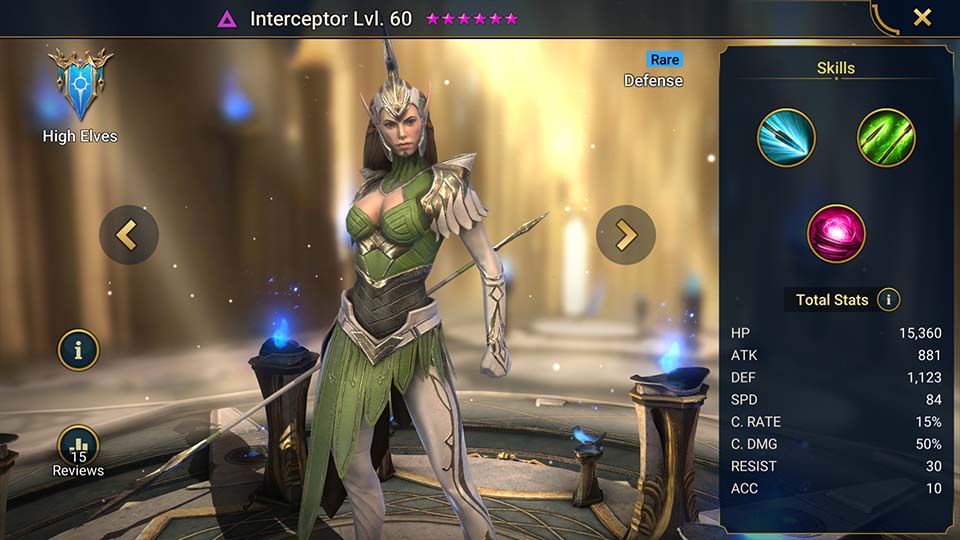 Interceptor Lvl. 60
High Elves
Rare
Defense
15
Reviews
Skills
Total Stats i
HP 15,360
ATK 881
DEF 1,123
SPD 84
C. RATE 15%
C. DMG 50%
RESIST 30
ACC 10